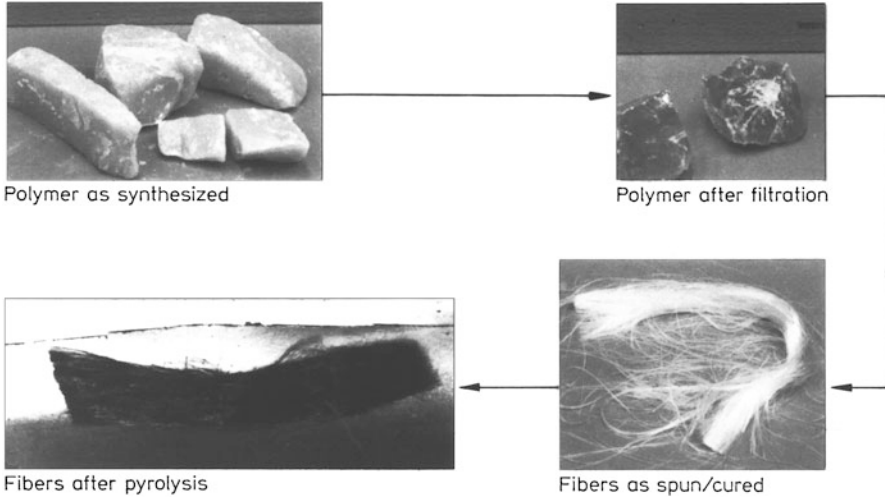 Polymer as synthesized
Polymer after filtration
Fibers as spun/cured
Fibers after pyrolysis